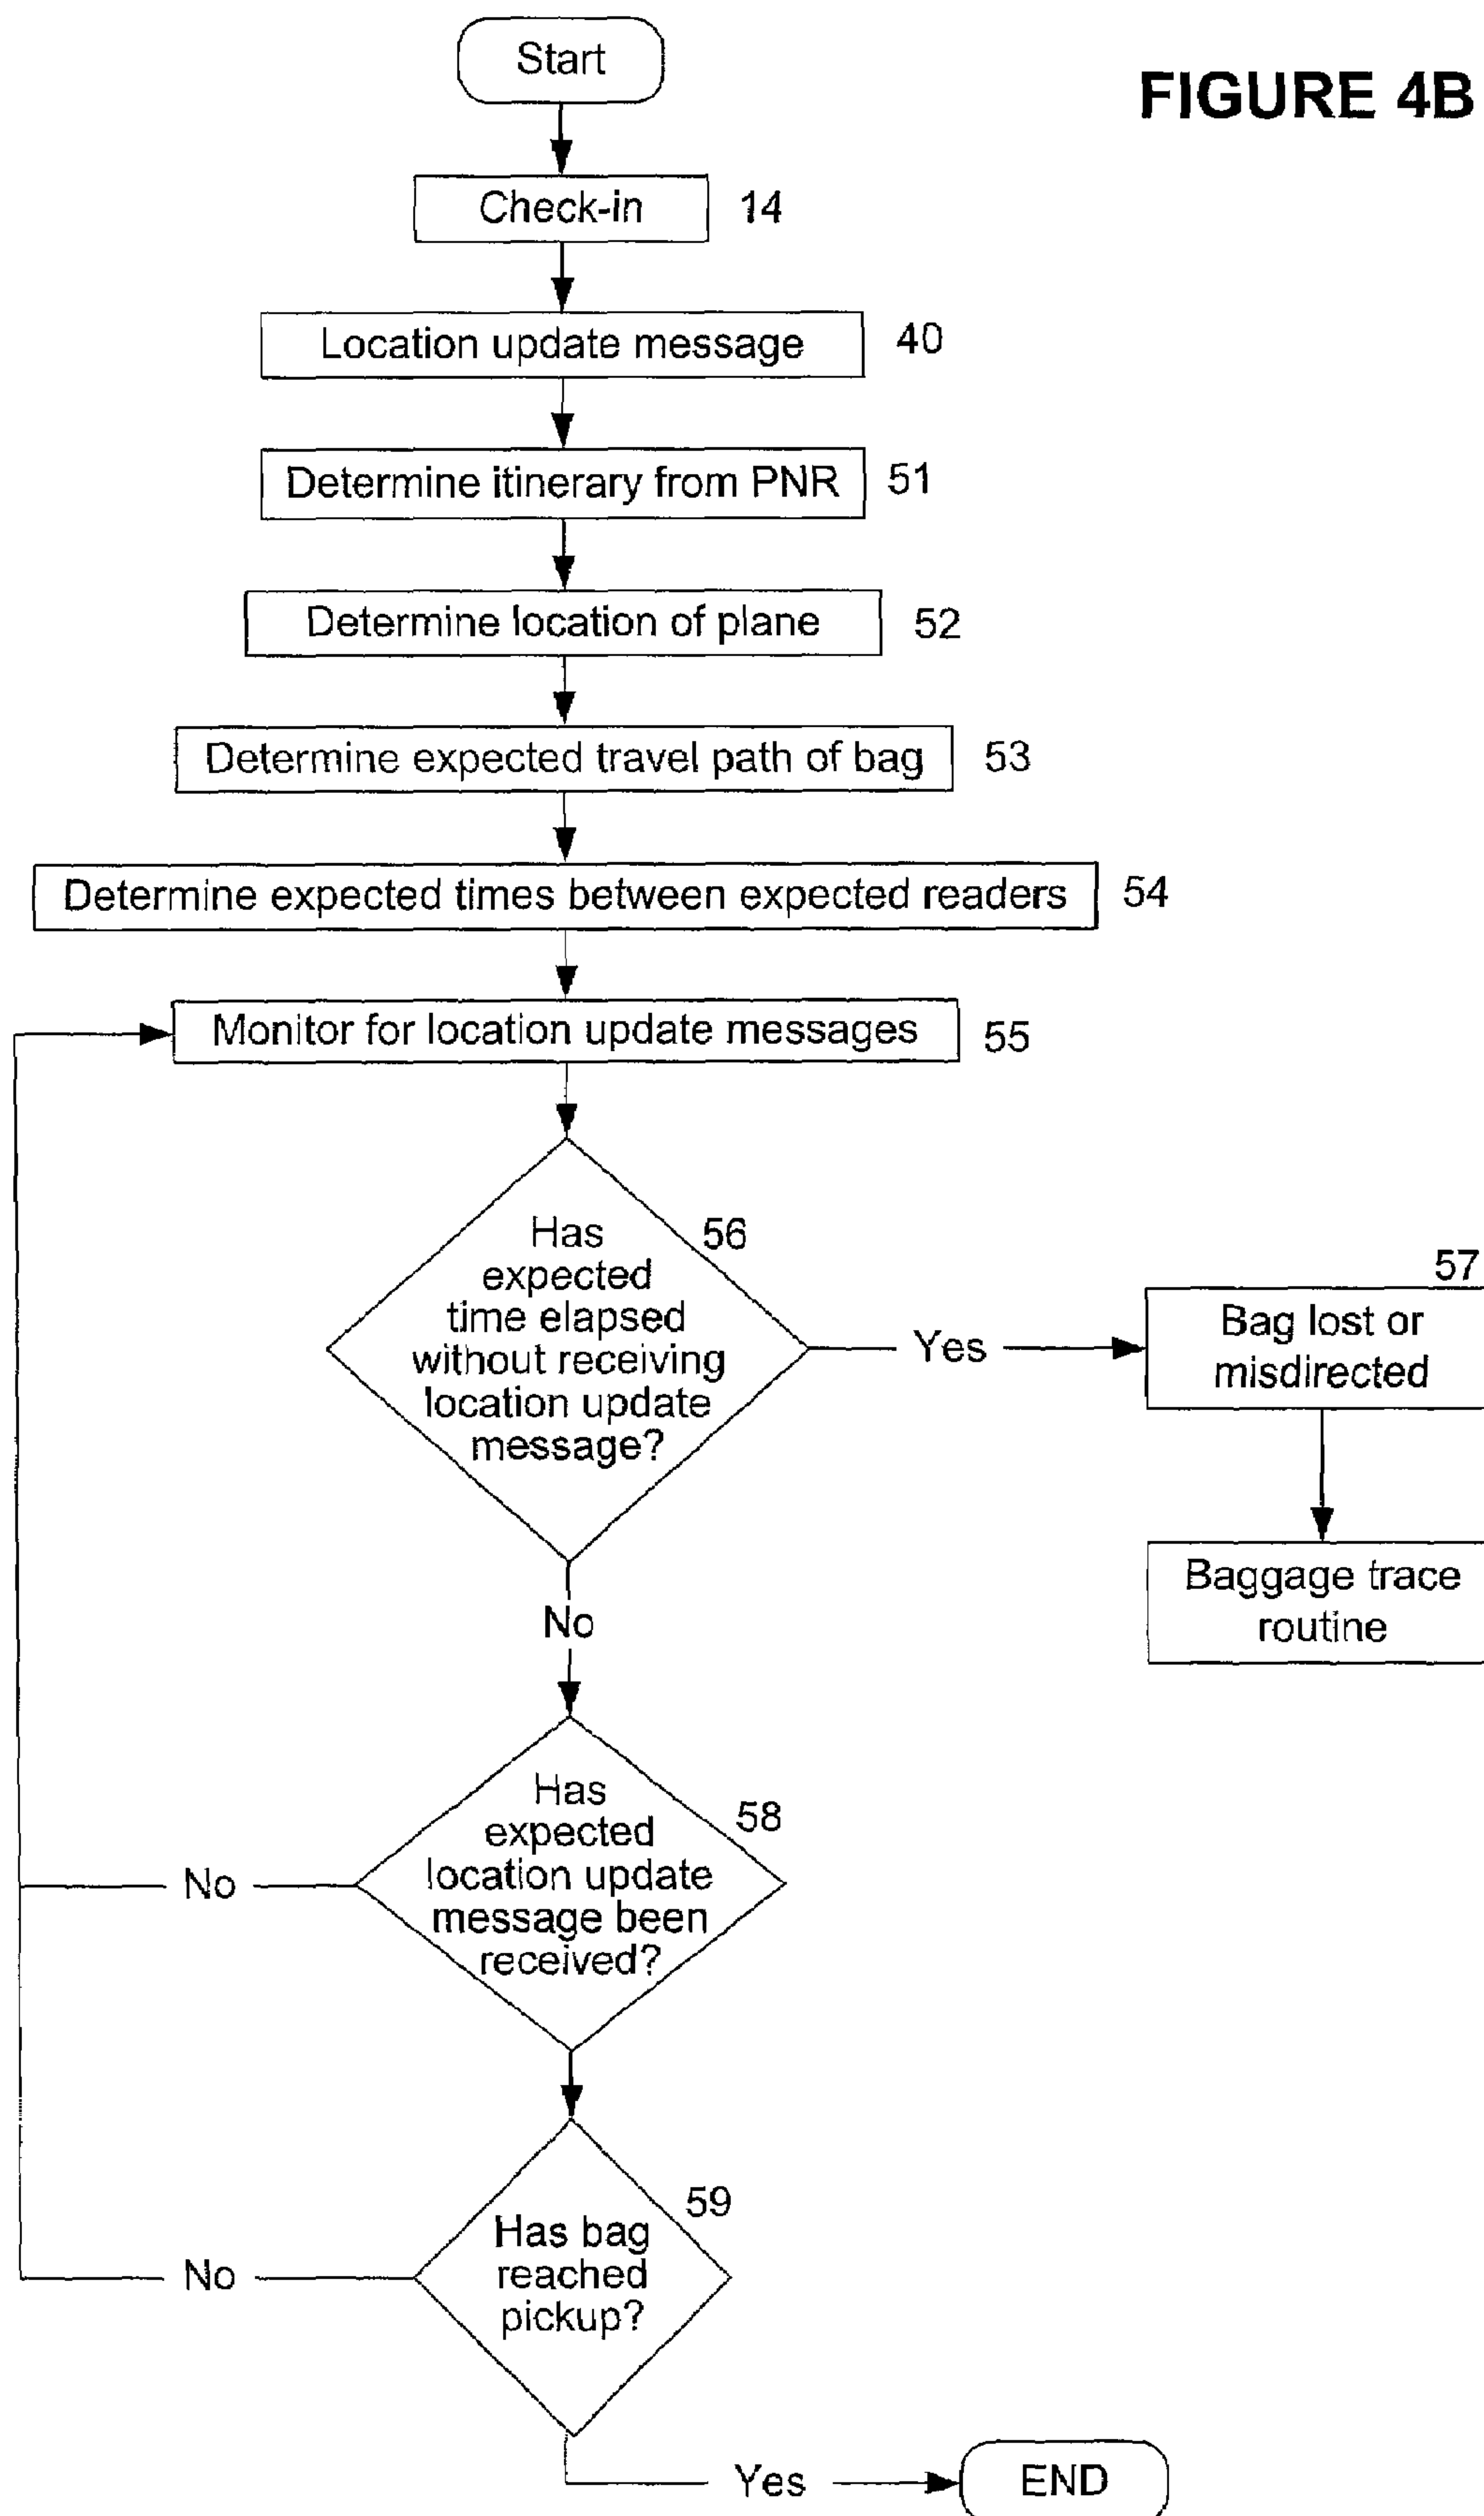 FIGURE 4B
Start
Check-in 14
Location update message 40
Determine itinerary from PNR 51
Determine location of plane 52
Determine expected travel path of bag 53
Determine expected times between expected readers 54
Monitor for location update messages 55
Has
expected
time elapsed
without receiving
location update
message?
56
Yes
57
Bag lost or
misdirected
Baggage trace
routine
No
Has
expected
location update
message been
received?
58
No
Has bag
reached
pickup?
59
No
Yes
END